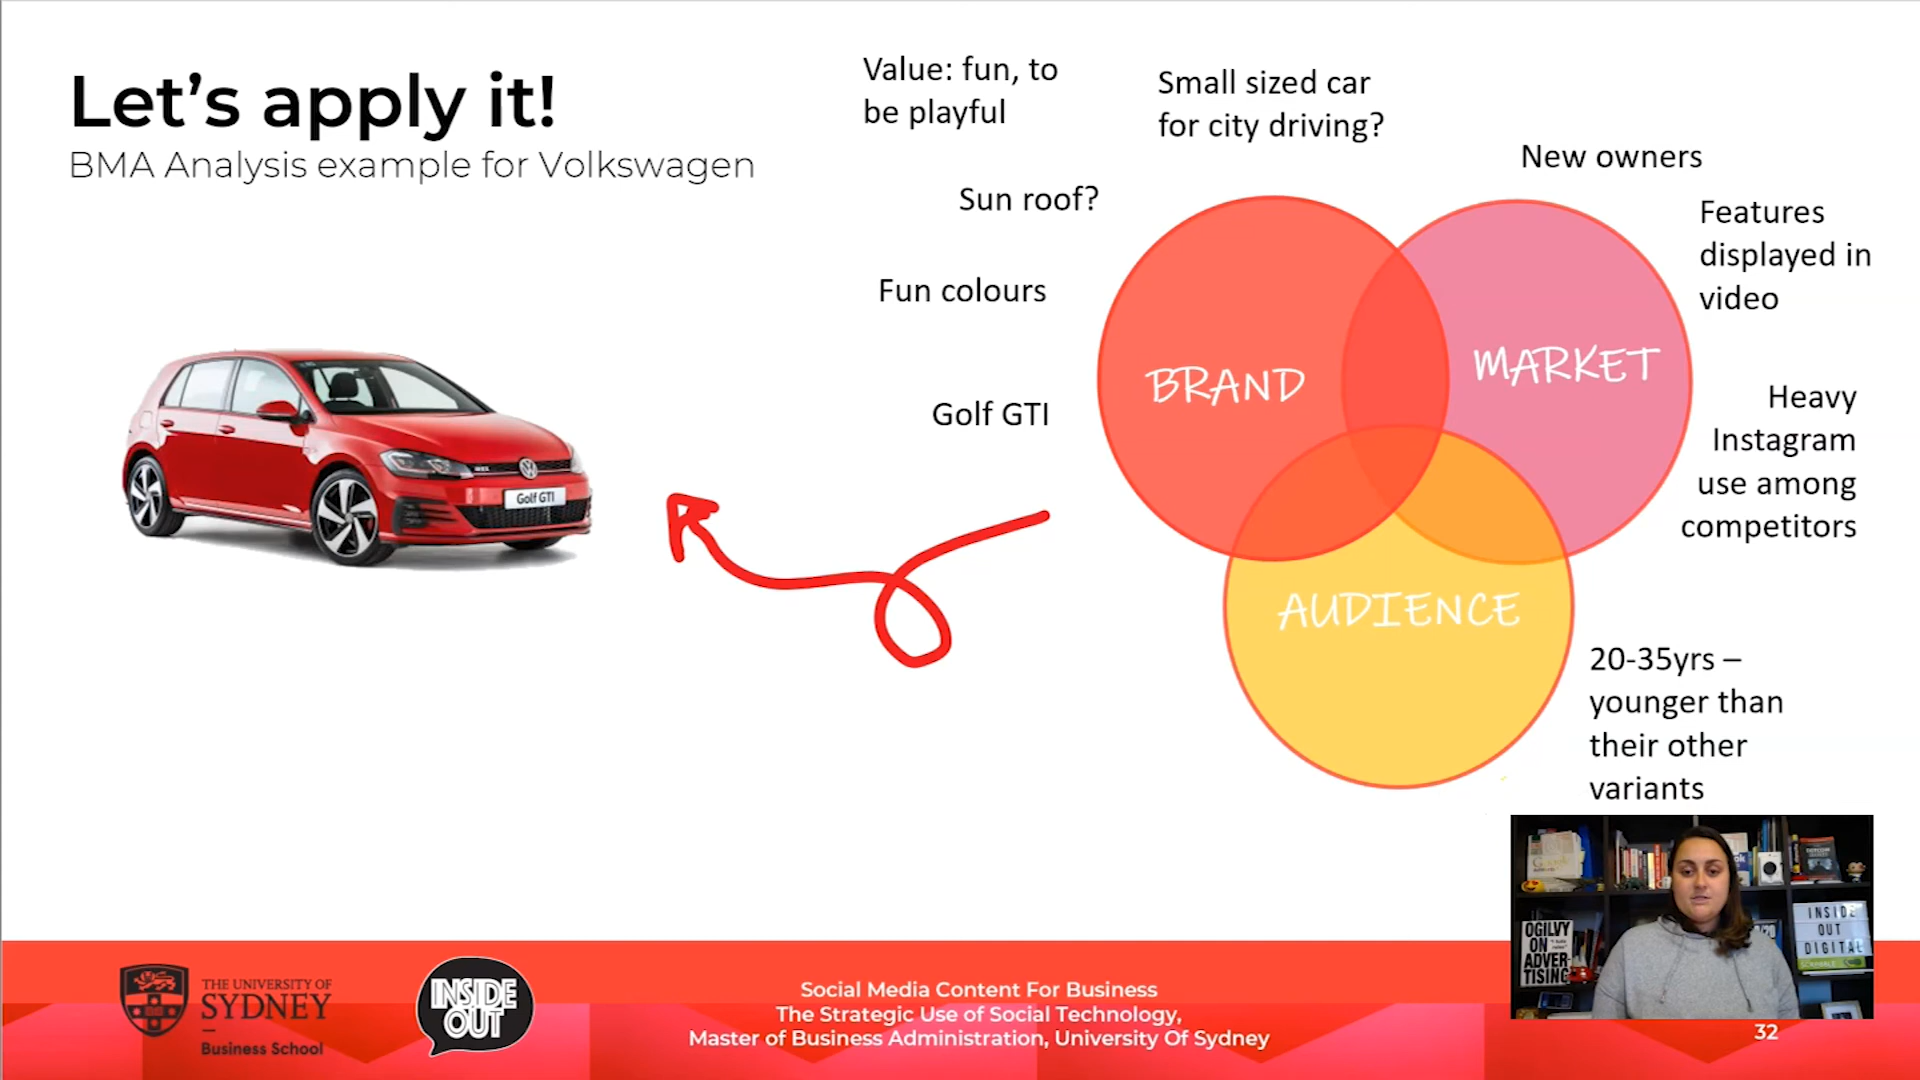 Let's apply it!
BMA Analysis example for Volkswagen
Value: fun, to
be playful
Small sized car
for city driving?
New owners
Sun roof?
Features
displayed in
video
Fun colours
BRAND
MARKET
Golf GTI
Heavy
Instagram
use among
competitors
Golf GTI
AUDIENCE
20-35yrs –
younger than
their other
variants
OGILVY
ON
ADVER-
TISING
INSIDE
OUT
DIGITAL
THE UNIVERSITY OF
SYDNEY
Business School
INSIDE
OUT
Social Media Content For Business
The Strategic Use of Social Technology,
Master of Business Administration, University Of Sydney
32